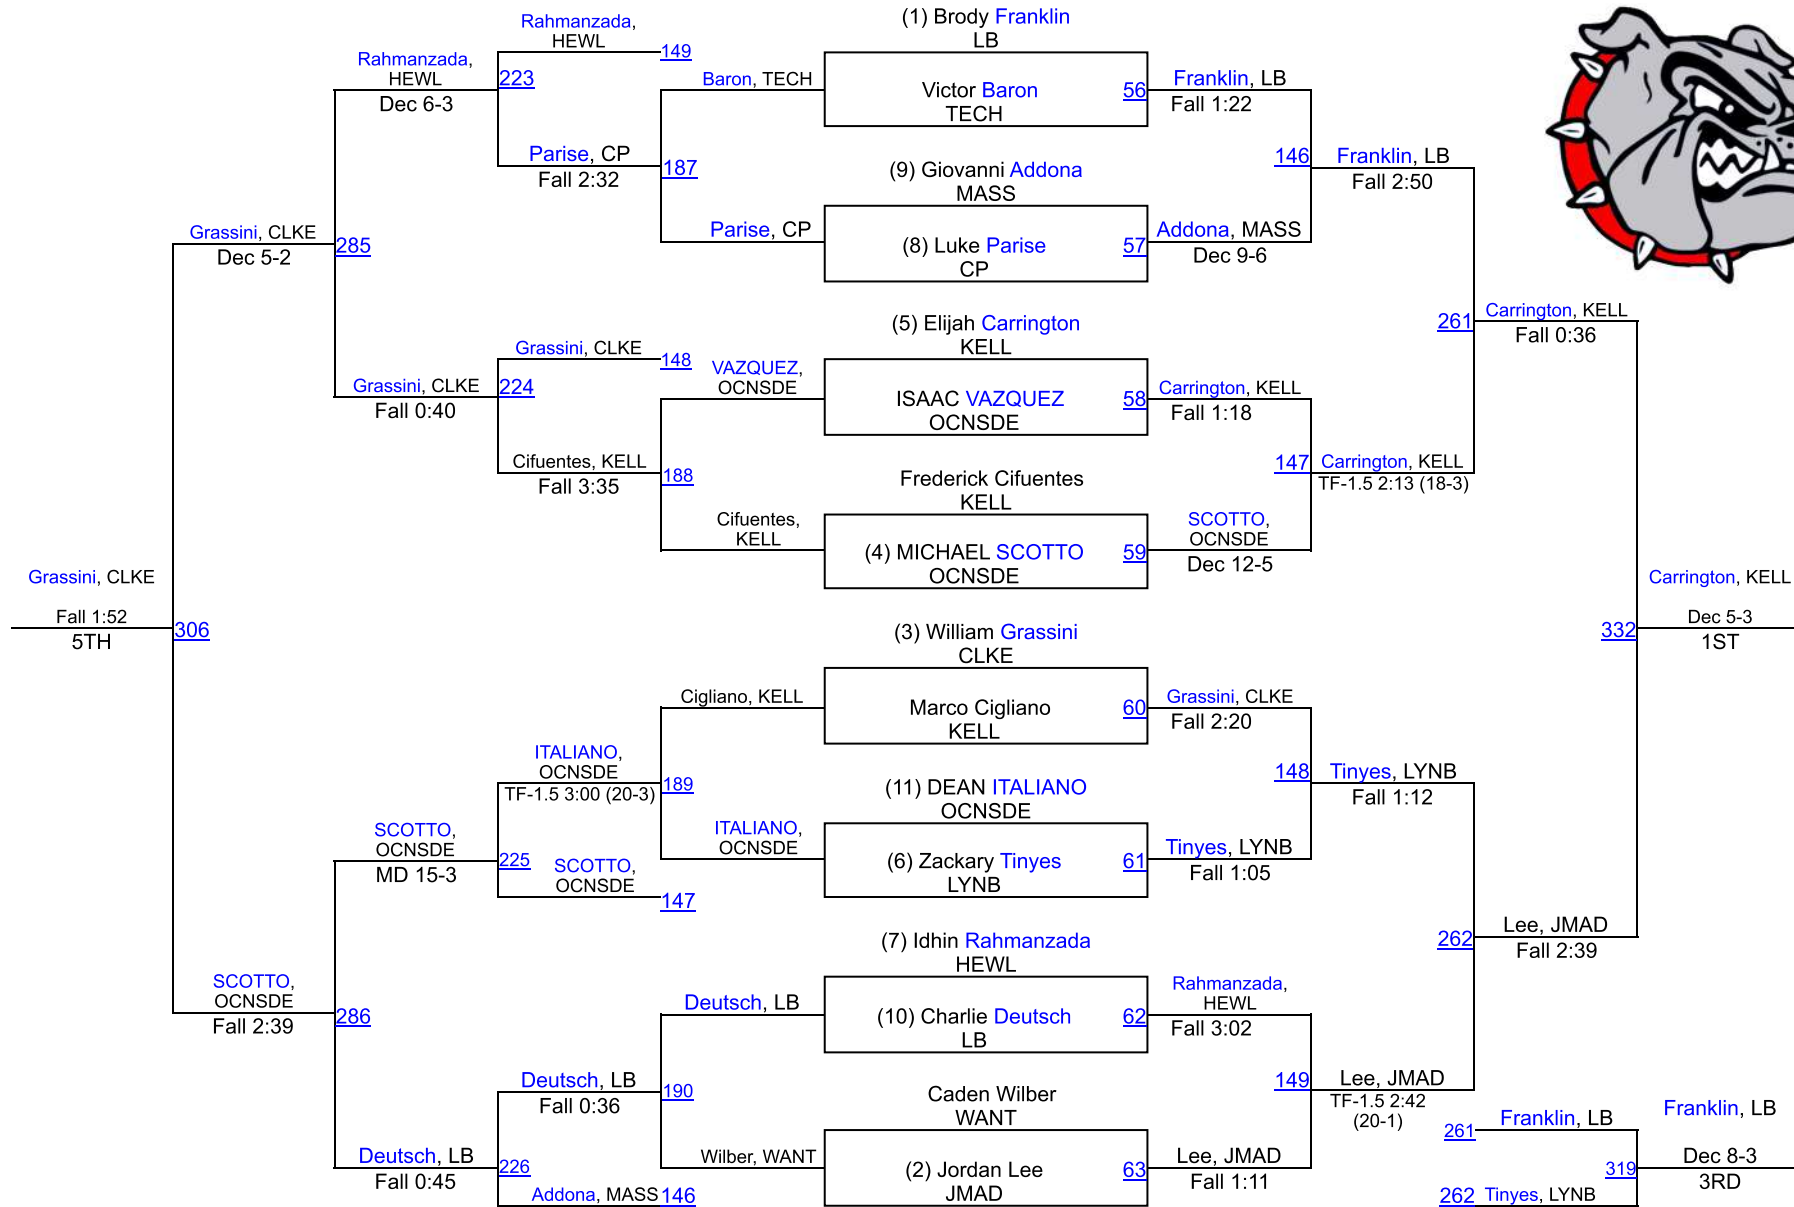 (1) Brody Franklin
LB
Victor Baron
TECH
56
(9) Giovanni Addona
MASS
(8) Luke Parise
CP
57
(5) Elijah Carrington
KELL
ISAAC VAZQUEZ
OCNSDE
58
Frederick Cifuentes
KELL
(4) MICHAEL SCOTTO
OCNSDE
59
(3) William Grassini
CLKE
Marco Cigliano
KELL
60
(11) DEAN ITALIANO
OCNSDE
(6) Zackary Tinyes
LYNB
61
(7) Idhin Rahmanzada
HEWL
(10) Charlie Deutsch
LB
62
Caden Wilber
WANT
(2) Jordan Lee
JMAD
63
Franklin, LB
Fall 1:22
Addona, MASS
Dec 9-6
Carrington, KELL
Fall 1:18
SCOTTO,
OCNSDE
Dec 12-5
Grassini, CLKE
Fall 2:20
Tinyes, LYNB
Fall 1:05
Rahmanzada,
HEWL
Fall 3:02
Lee, JMAD
Fall 1:11
146
Franklin, LB
Fall 2:50
147
Carrington, KELL
TF-1.5 2:13 (18-3)
148
Tinyes, LYNB
Fall 1:12
149
Lee, JMAD
TF-1.5 2:42
(20-1)
261
Carrington, KELL
Fall 0:36
262
Lee, JMAD
Fall 2:39
332
Carrington, KELL
Dec 5-3
1ST
261
Franklin, LB
262
Tinyes, LYNB
319
Franklin, LB
Dec 8-3
3RD
Baron, TECH
Parise, CP
187
VAZQUEZ,
OCNSDE
Cifuentes,
KELL
188
Cigliano, KELL
ITALIANO,
OCNSDE
189
Deutsch, LB
Wilber, WANT
190
Rahmanzada,
HEWL
149
Parise, CP
Fall 2:32
223
Grassini, CLKE
148
Cifuentes, KELL
Fall 3:35
224
ITALIANO,
OCNSDE
TF-1.5 3:00 (20-3)
SCOTTO,
OCNSDE
147
225
Deutsch, LB
Fall 0:36
Addona, MASS
146
226
Rahmanzada,
HEWL
Dec 6-3
Grassini, CLKE
Fall 0:40
285
SCOTTO,
OCNSDE
MD 15-3
Deutsch, LB
Fall 0:45
286
Grassini, CLKE
Dec 5-2
SCOTTO,
OCNSDE
Fall 2:39
306
Grassini, CLKE
Fall 1:52
5TH